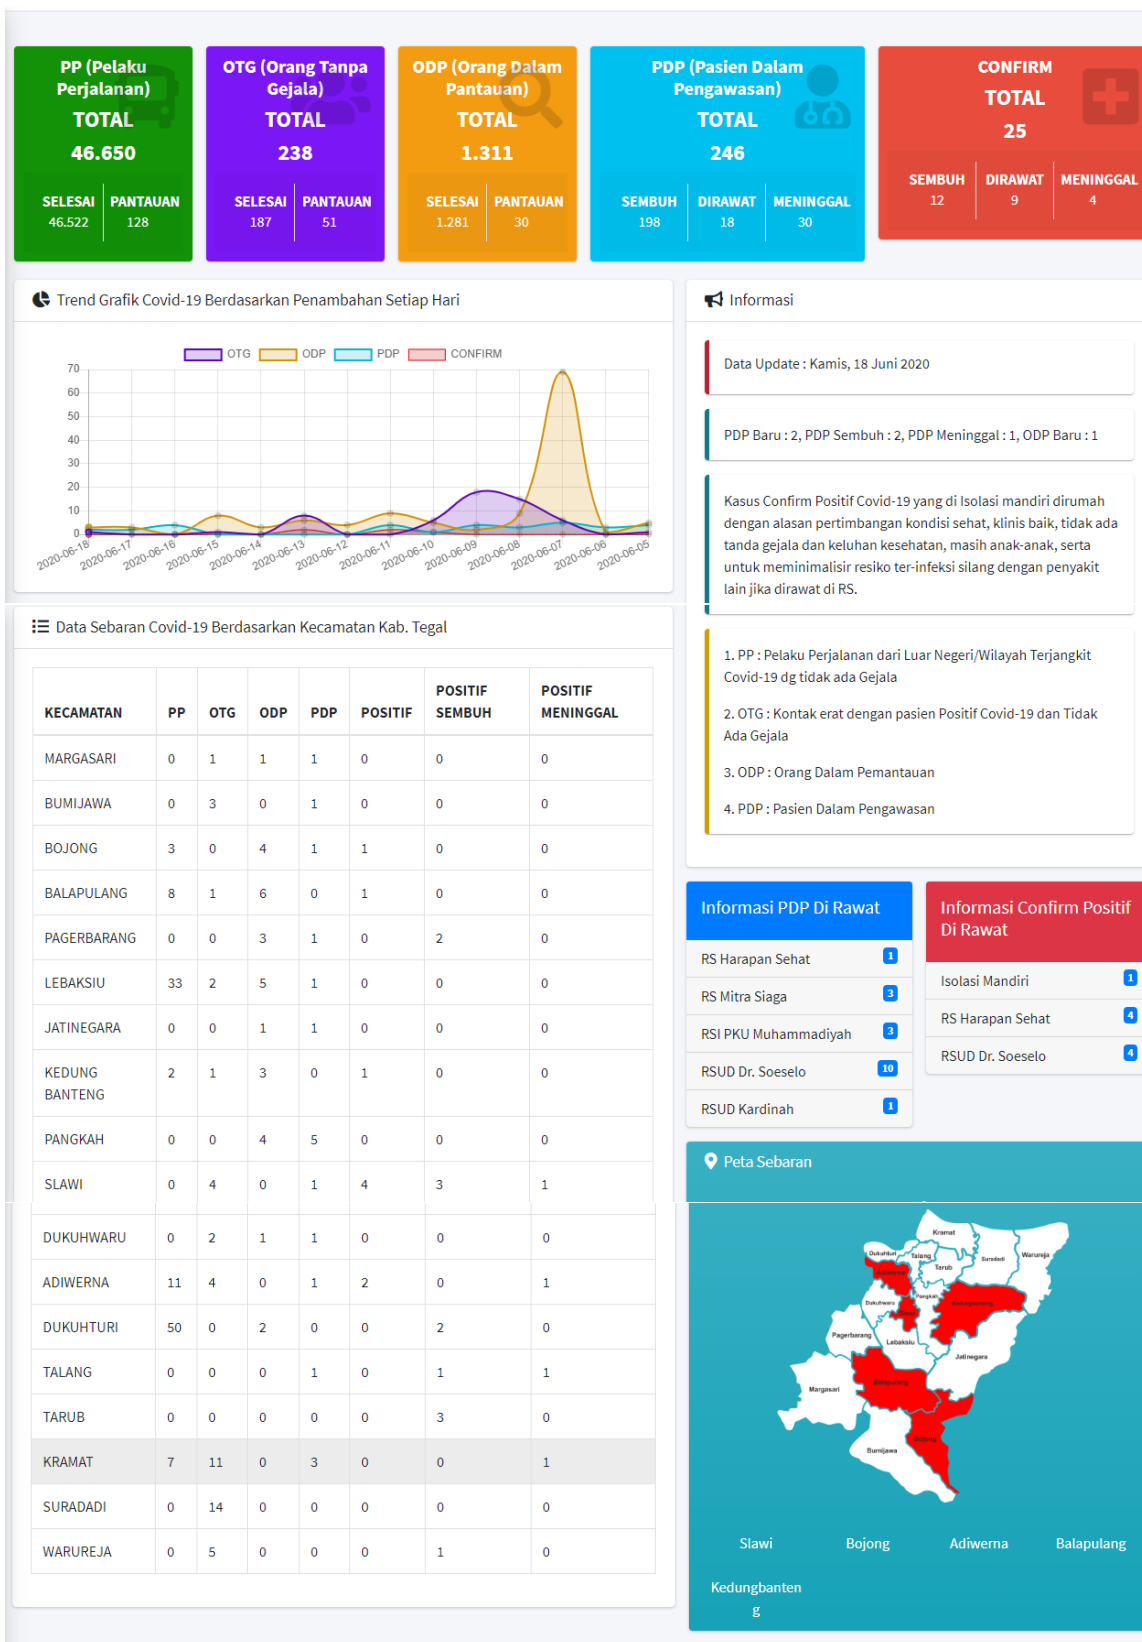 PP (Pelaku
Perjalanan)
TOTAL
46.650
SELESAI PANTAUAN
46.522 128
OTG (Orang Tanpa
Gejala)
TOTAL
238
SELESAI PANTAUAN
187 51
ODP (Orang Dalam
Pantauan)
TOTAL
1.311
SELESAI PANTAUAN
1.281 30
PDP (Pasien Dalam
Pengawasan)
TOTAL
246
SEMBUH DIRAWAT MENINGGAL
198 18 30
CONFIRM
TOTAL
25
SEMBUH DIRAWAT MENINGGAL
12 9 4
Trend Grafik Covid-19 Berdasarkan Penambahan Setiap Hari
OTG ODP PDP CONFIRM
70
60
50
40
30
20
10
0
2020-06-18 2020-06-17 2020-06-16 2020-06-15 2020-06-14 2020-06-13 2020-06-12 2020-06-11 2020-06-10 2020-06-09 2020-06-08 2020-06-07 2020-06-06 2020-06-05
Informasi
Data Update : Kamis, 18 Juni 2020
PDP Baru : 2, PDP Sembuh : 2, PDP Meninggal : 1, ODP Baru : 1
Kasus Confirm Positif Covid-19 yang di Isolasi mandiri dirumah
dengan alasan pertimbangan kondisi sehat, klinis baik, tidak ada
tanda gejala dan keluhan kesehatan, masih anak-anak, serta
untuk meminimalisir resiko ter-infeksi silang dengan penyakit
lain jika dirawat di RS.
1. PP : Pelaku Perjalanan dari Luar Negeri/Wilayah Terjangkit
Covid-19 dg tidak ada Gejala
2. OTG : Kontak erat dengan pasien Positif Covid-19 dan Tidak
Ada Gejala
3. ODP : Orang Dalam Pemantauan
4. PDP : Pasien Dalam Pengawasan
Data Sebaran Covid-19 Berdasarkan Kecamatan Kab. Tegal
KECAMATAN PP OTG ODP PDP POSITIF POSITIF SEMBUH POSITIF MENINGGAL
MARGASARI 0 1 1 1 0 0 0
BUMIJAWA 0 3 0 1 0 0 0
BOJONG 3 0 4 1 1 0 0
BALAPULANG 8 1 6 0 1 0 0
PAGERBARANG 0 0 3 1 0 2 0
LEBAKSIU 33 2 5 1 0 0 0
JATINEGARA 0 0 1 1 0 0 0
KEDUNG BANTENG 2 1 3 0 1 0 0
PANGKAH 0 0 4 5 0 0 0
SLAWI 0 4 0 1 4 3 1
DUKUHWARU 0 2 1 1 0 0 0
ADIWERNA 11 4 0 1 2 0 1
DUKUHTURI 50 0 2 0 0 2 0
TALANG 0 0 0 1 0 1 1
TARUB 0 0 0 0 0 3 0
KRAMAT 7 11 0 3 0 0 1
SURADADI 0 14 0 0 0 0 0
WARUREJA 0 5 0 0 0 1 0
Informasi PDP Di Rawat
RS Harapan Sehat 1
RS Mitra Siaga 3
RSI PKU Muhammadiyah 3
RSUD Dr. Soeselo 10
RSUD Kardinah 1
Informasi Confirm Positif
Di Rawat
Isolasi Mandiri 1
RS Harapan Sehat 4
RSUD Dr. Soeselo 4
Peta Sebaran
Kramat
Dukuhturi
Talang
Suradadi
Warureja
Tarub
Adiwerna
Pangkah
Dukuhwaru
Slawi
Pagerbarang
Lebaksiu
Jatinegara
Margasari
Balapulang
Bojong
Bumijawa
Slawi Bojong Adiwerna Balapulang
Kedungbanten
g